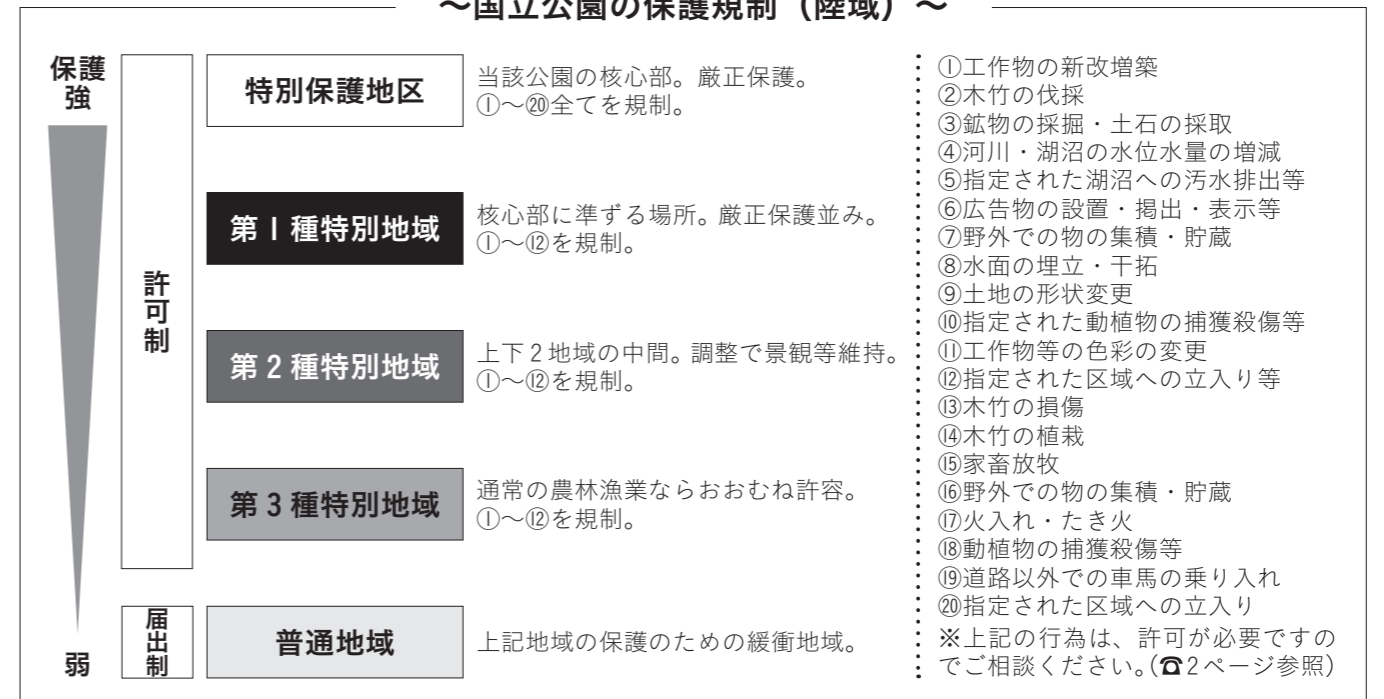 ～国立公園の保護規制（陸域）～
保護
強
弱
許可制
届出制
特別保護地区
当該公園の核心部。厳正保護。
①～⑳全てを規制。
第１種特別地域
核心部に準ずる場所。厳正保護並み。
①～⑫を規制。
第２種特別地域
上下２地域の中間。調整で景観等維持。
①～⑫を規制。
第３種特別地域
通常の農林漁業ならおおむね許容。
①～⑫を規制。
普通地域
上記地域の保護のための緩衝地域。
①工作物の新改増築
②木竹の伐採
③鉱物の採掘・土石の採取
④河川・湖沼の水位水量の増減
⑤指定された湖沼への汚水排出等
⑥広告物の設置・掲出・表示等
⑦野外での物の集積・貯蔵
⑧水面の埋立・干拓
⑨土地の形状変更
⑩指定された動植物の捕獲殺傷等
⑪工作物等の色彩の変更
⑫指定された区域への立入り等
⑬木竹の損傷
⑭木竹の植栽
⑮家畜放牧
⑯野外での物の集積・貯蔵
⑰火入れ・たき火
⑱動植物の捕獲殺傷等
⑲道路以外での車馬の乗り入れ
⑳指定された区域への立入り
※上記の行為は、許可が必要ですの
でご相談ください。（☎2ページ参照）